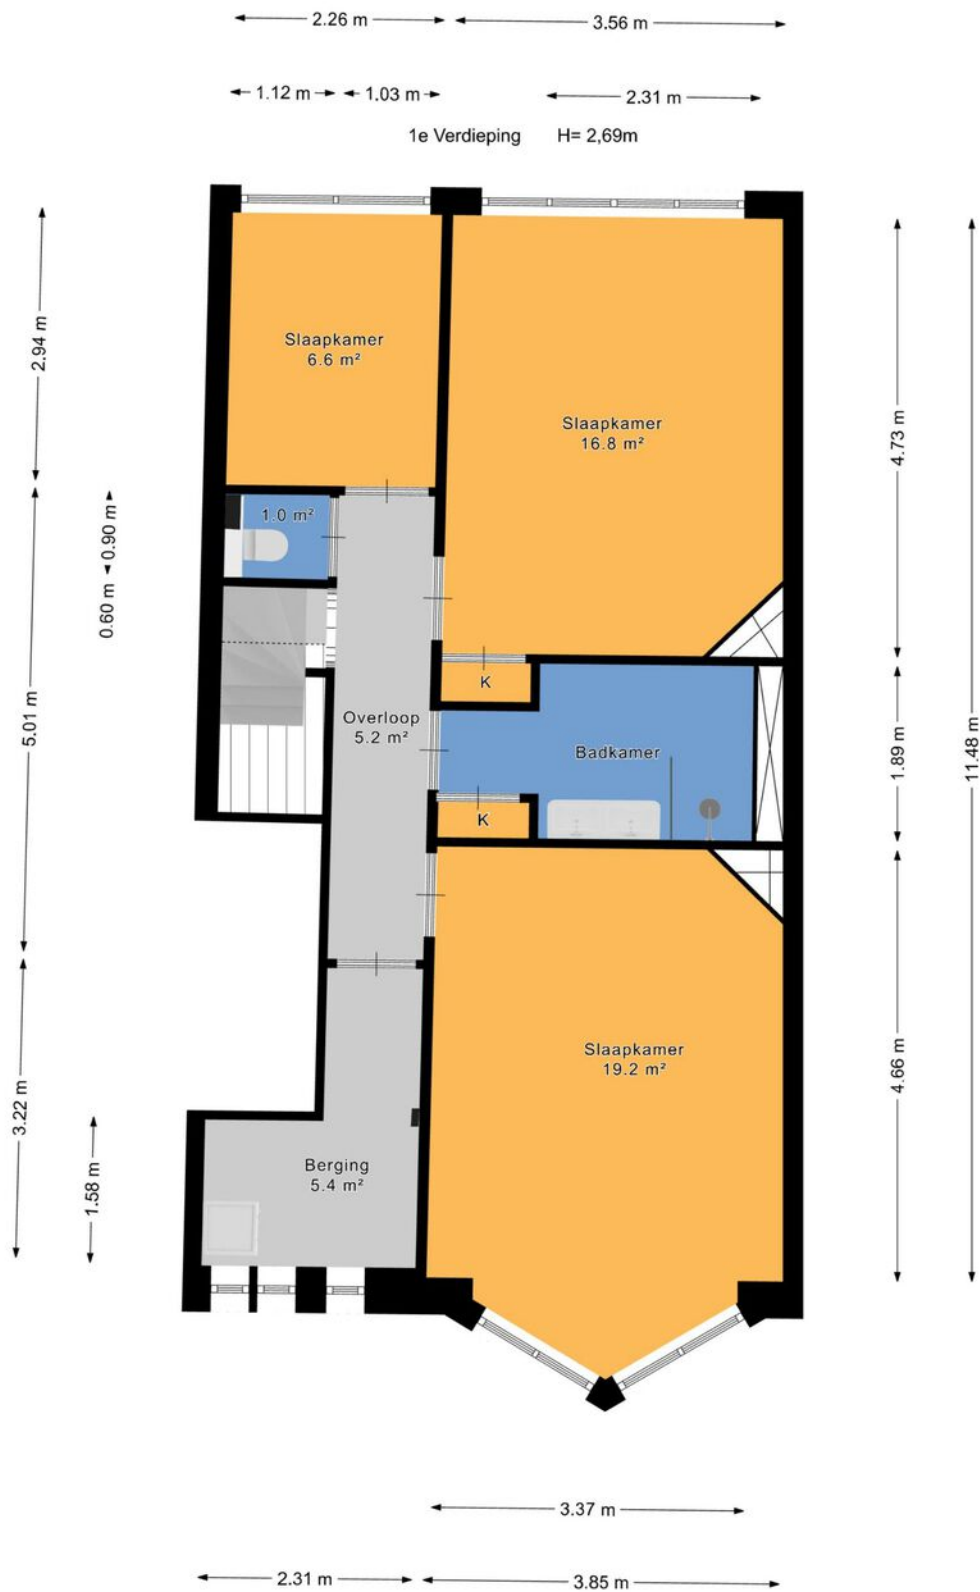 2.26 m
3.56 m
1.12 m
1.03 m
2.31 m
1e Verdieping H= 2,69m
2.94 m
Slaapkamer
6.6 m²
Slaapkamer
16.8 m²
4.73 m
1.0 m²
0.60 m
0.90 m
5.01 m
K
Overloop
5.2 m²
Badkamer
1.89 m
11.48 m
K
Slaapkamer
19.2 m²
4.66 m
3.22 m
1.58 m
Berging
5.4 m²
3.37 m
2.31 m
3.85 m